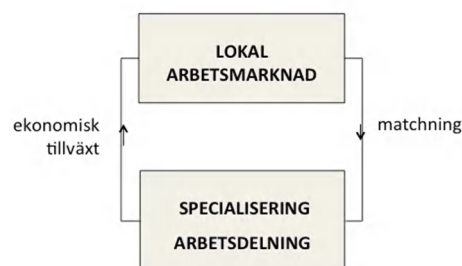 LOKAL
ARBETSMARKNAD
ekonomisk
tillväxt
matchning
SPECIALISERING
ARBETSDELNING